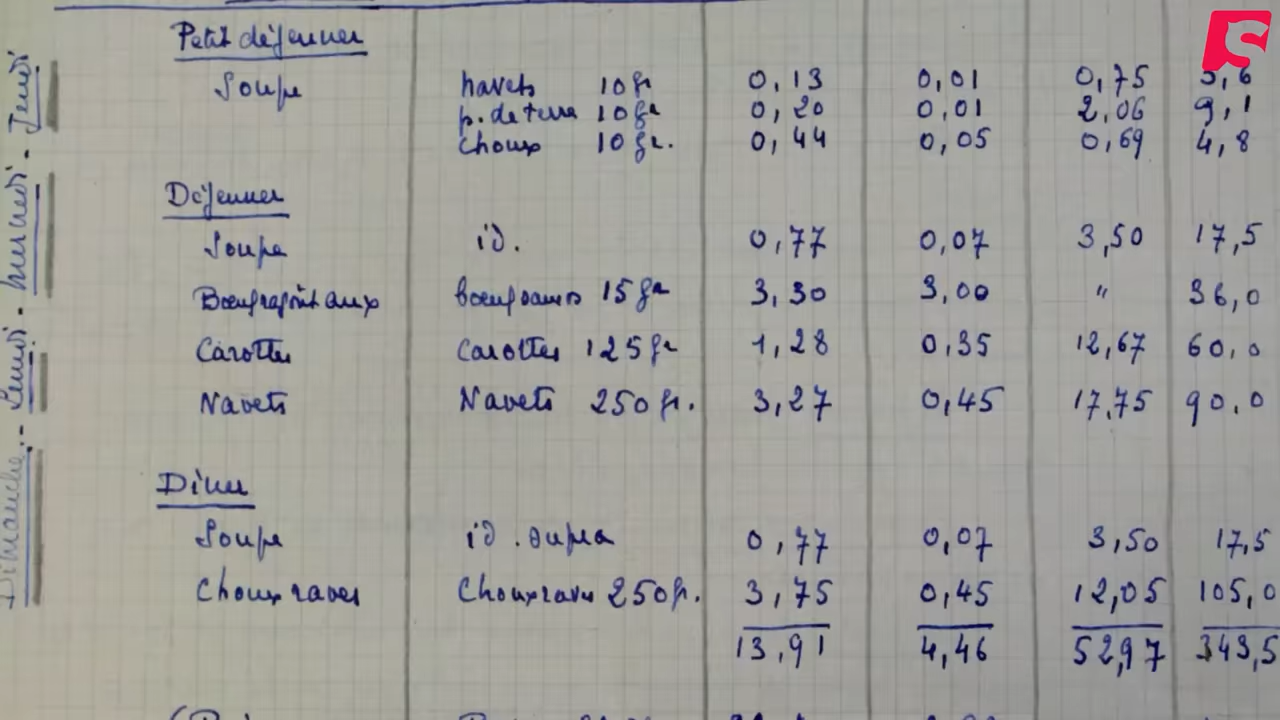 Petit déjeuner
Soupe navets 10 gr 0,13 0,01 0,75 3,6
p. de terre 10 gr 0,20 0,01 2,06 9,1
choux 10 gr. 0,44 0,05 0,69 4,8
Déjeuner
Soupe id. 0,77 0,07 3,50 17,5
Bœuf aux 15 gr 3,30 3,00 " 36,0
Carottes Carottes 125 gr 1,28 0,35 12,67 60,0
Navets Navets 250 gr. 3,27 0,45 17,75 90,0
Diner
Soupe id. supra 0,77 0,07 3,50 17,5
Choux raves Choux raves 250 gr. 3,75 0,45 12,05 105,0
13,91 4,46 52,97 343,5
Dimanche. - Lundi - Mercredi - Jeudi